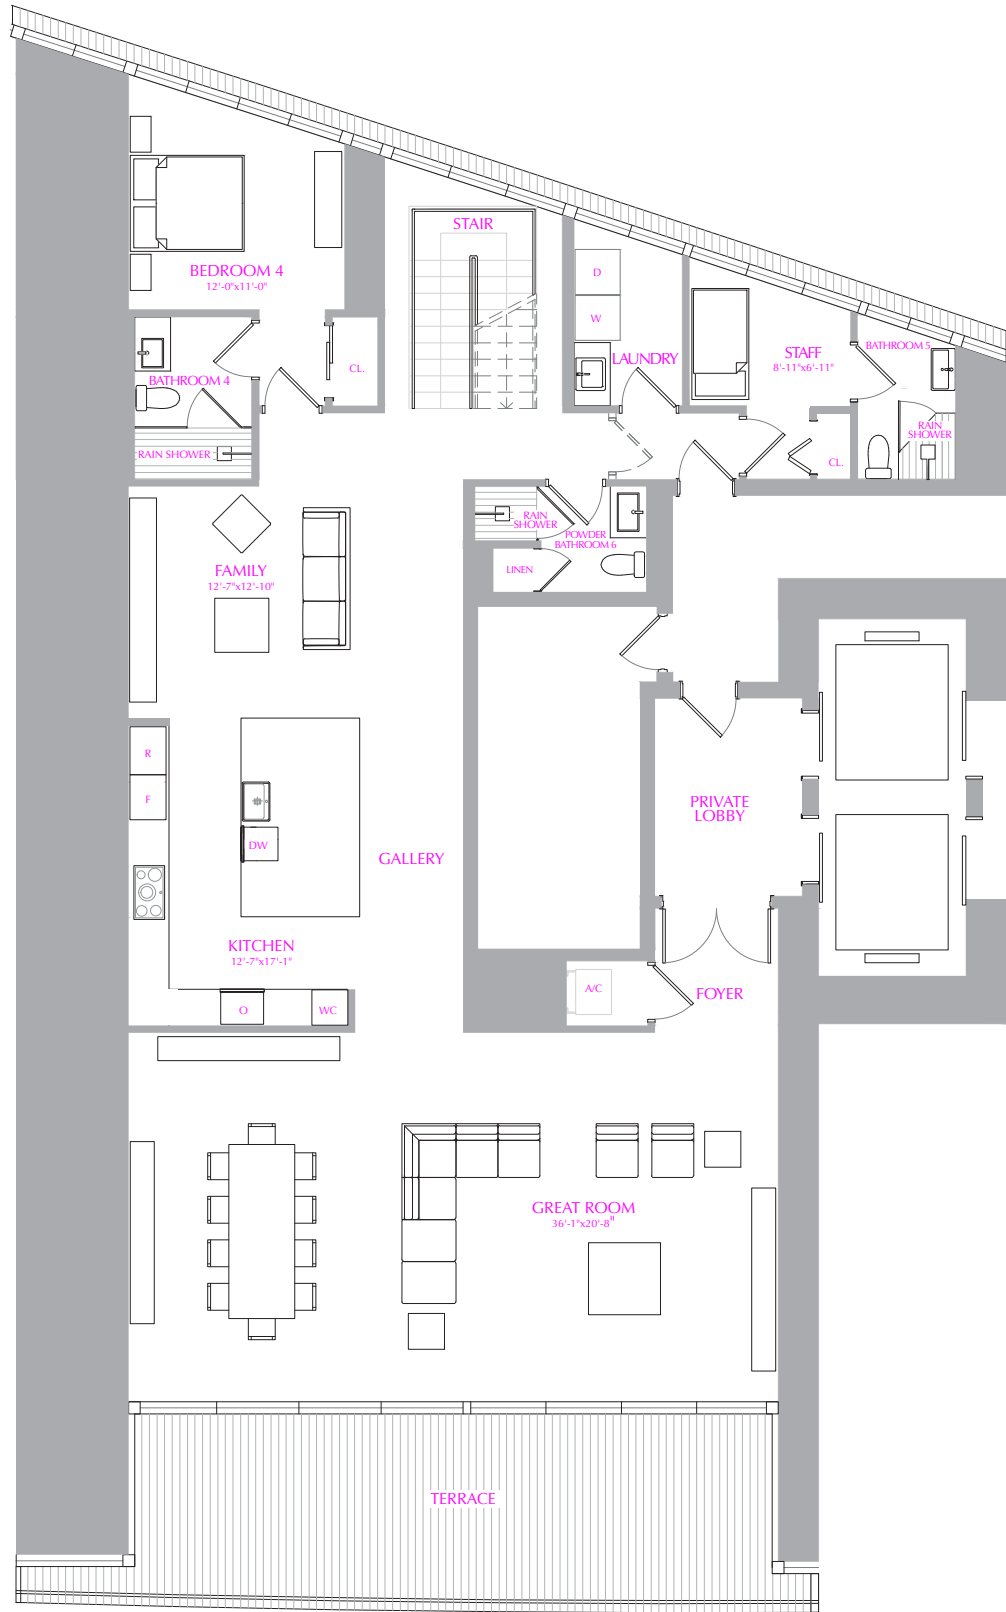 STAIR
BEDROOM 4
12'-0"x11'-0"
D
W
LAUNDRY
STAFF
8'-11"x6'-11"
BATHROOM 5
CL.
BATHROOM 4
RAIN SHOWER
RAIN
SHOWER
CL.
RAIN
SHOWER
POWDER
BATHROOM 6
LINEN
FAMILY
12'-7"x12'-10"
R
F
DW
GALLERY
PRIVATE
LOBBY
KITCHEN
12'-7"x17'-1"
O
WC
A/C
FOYER
GREAT ROOM
36'-1"x20'-8"
TERRACE